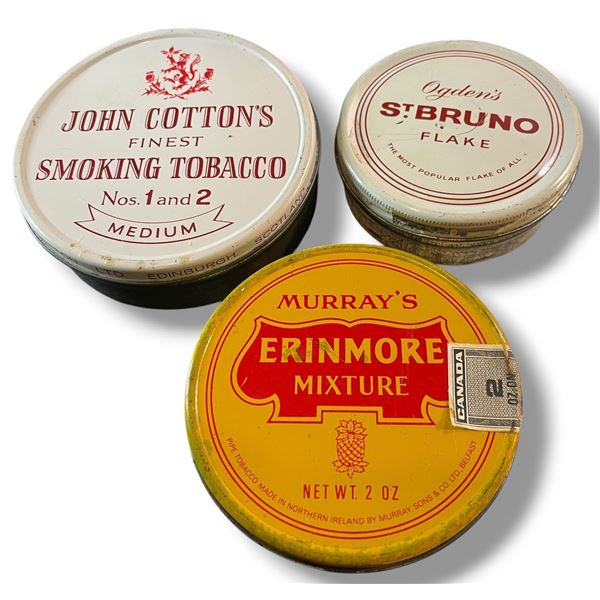 JOHN COTTON'S
FINEST
SMOKING TOBACCO
Nos. 1 and 2
MEDIUM
LTD EDINBURGH SCOTLAND
Ogden's
ST BRUNO
FLAKE
THE MOST POPULAR FLAKE OF ALL
MURRAY'S
ERINMORE
MIXTURE
NET WT. 2 OZ
PIPE TOBACCO MADE IN NORTHERN IRELAND BY MURRAY, SONS & CO. LTD., BELFAST
CANADA
2
OZ. ON